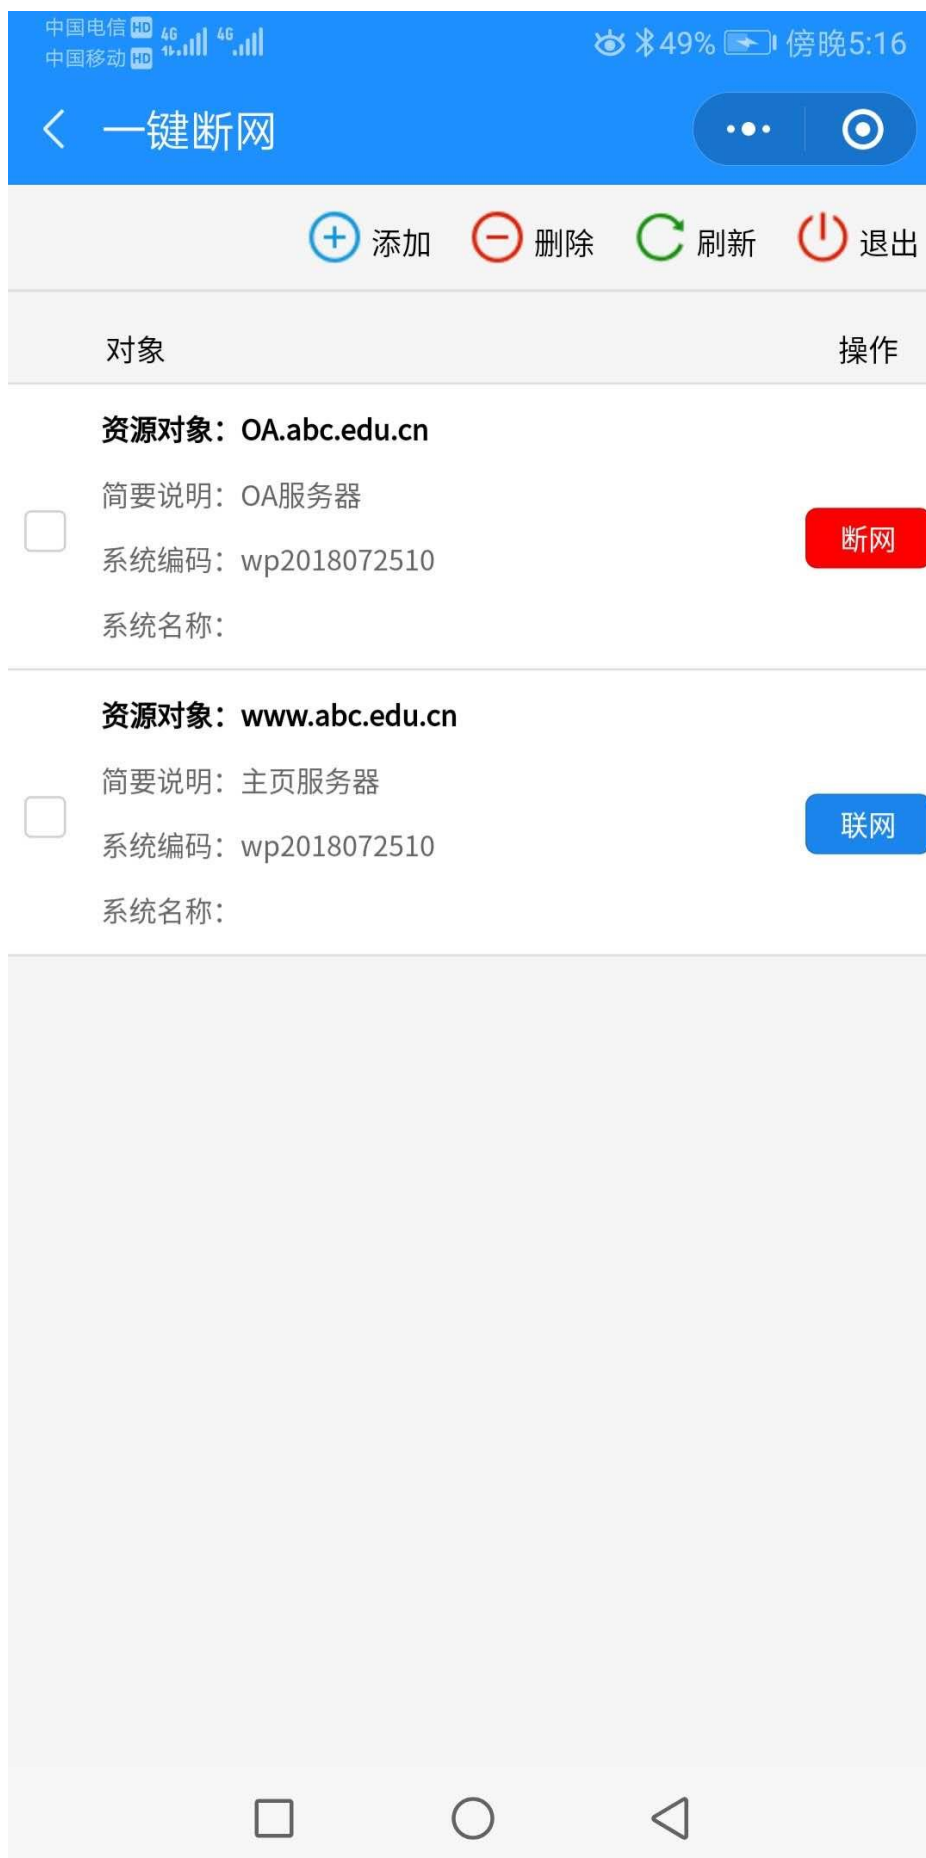 中国电信 HD 4G 4G 49% 傍晚5:16
中国移动 HD
一键断网
添加 删除 刷新 退出
对象 操作
资源对象：OA.abc.edu.cn
简要说明：OA服务器
断网
系统编码：wp2018072510
系统名称：
资源对象：www.abc.edu.cn
简要说明：主页服务器
联网
系统编码：wp2018072510
系统名称：